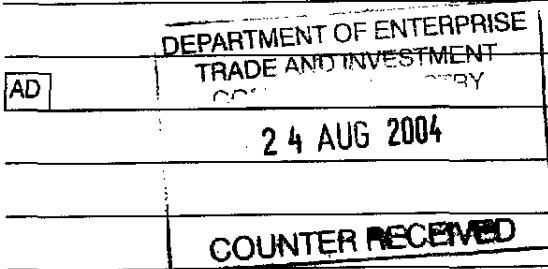 DEPARTMENT OF ENTERPRISE
TRADE AND INVESTMENT
AD
24 AUG 2004
COUNTER RECEIVED